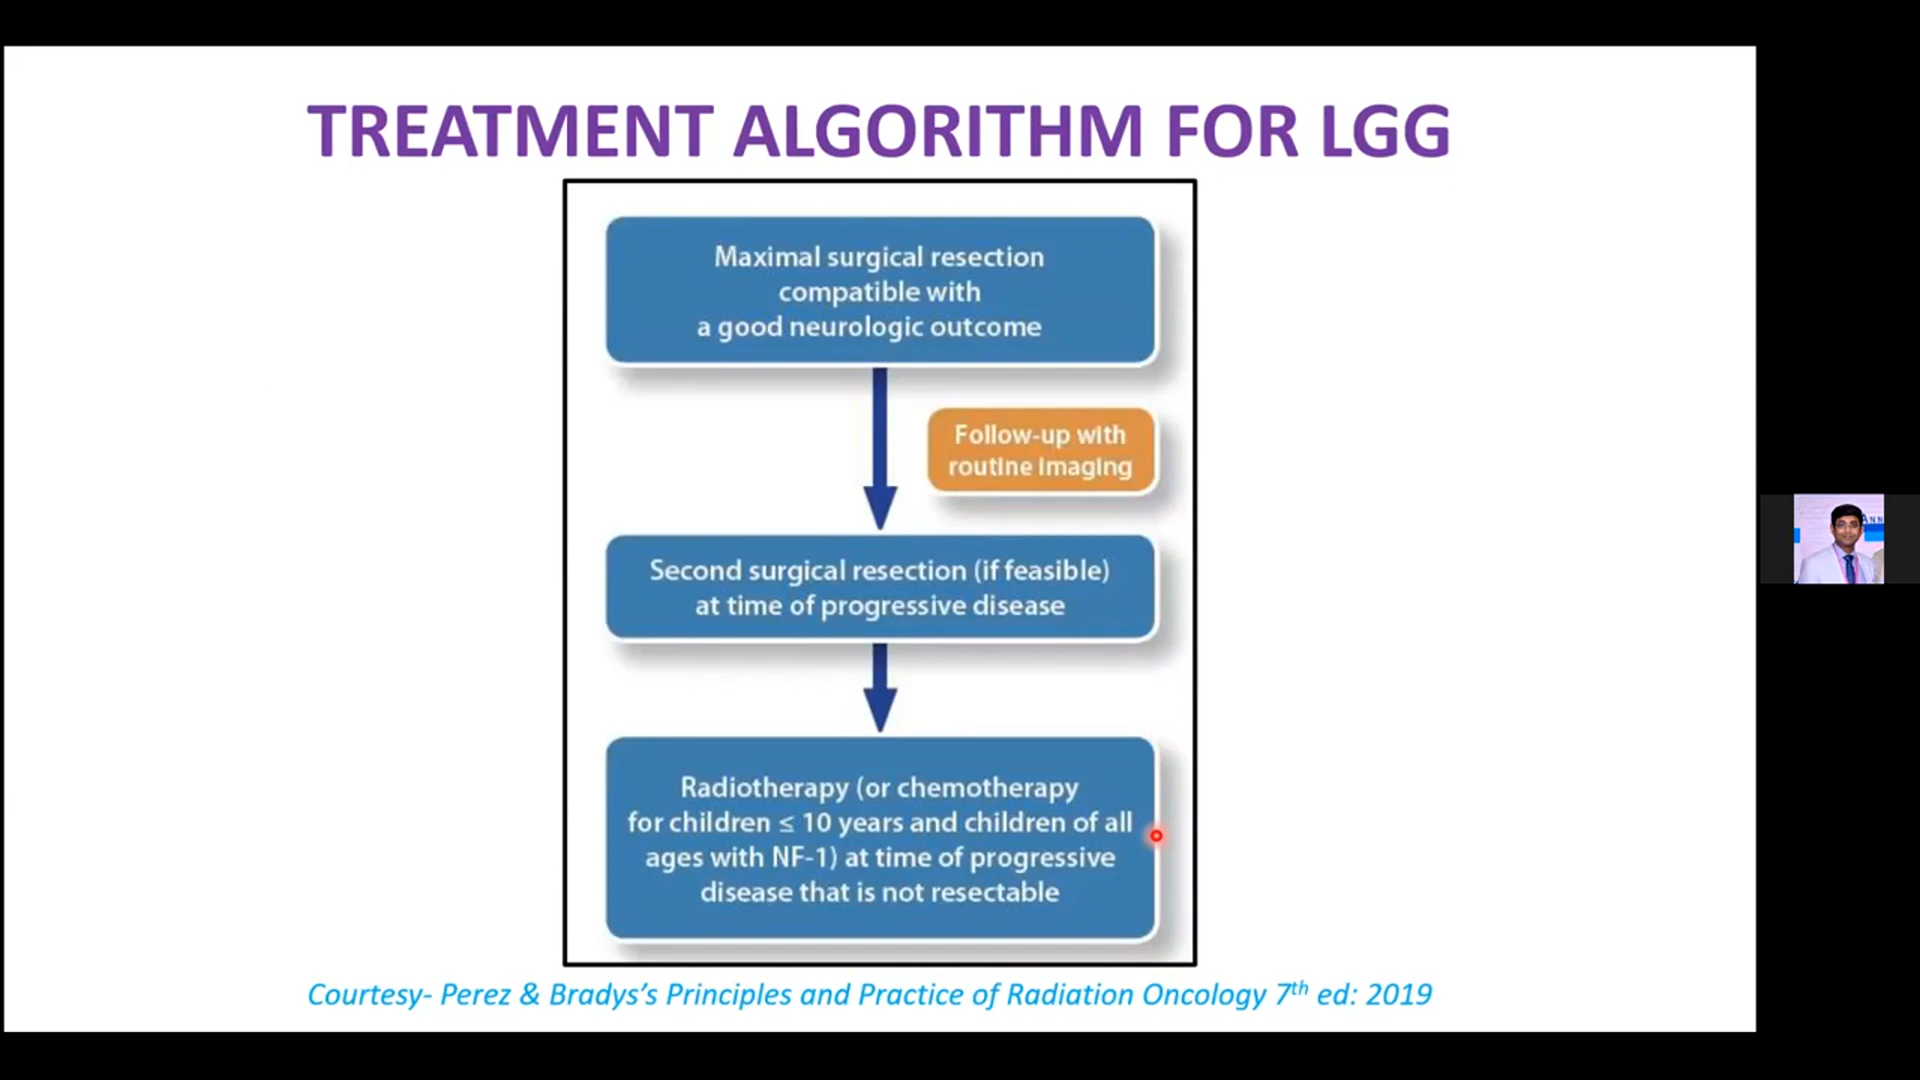 TREATMENT ALGORITHM FOR LGG
Maximal surgical resection
compatible with
a good neurologic outcome
Follow-up with
routine imaging
Second surgical resection (if feasible)
at time of progressive disease
Radiotherapy (or chemotherapy
for children ≤ 10 years and children of all
ages with NF-1) at time of progressive
disease that is not resectable
Courtesy- Perez & Bradys’s Principles and Practice of Radiation Oncology 7th ed: 2019